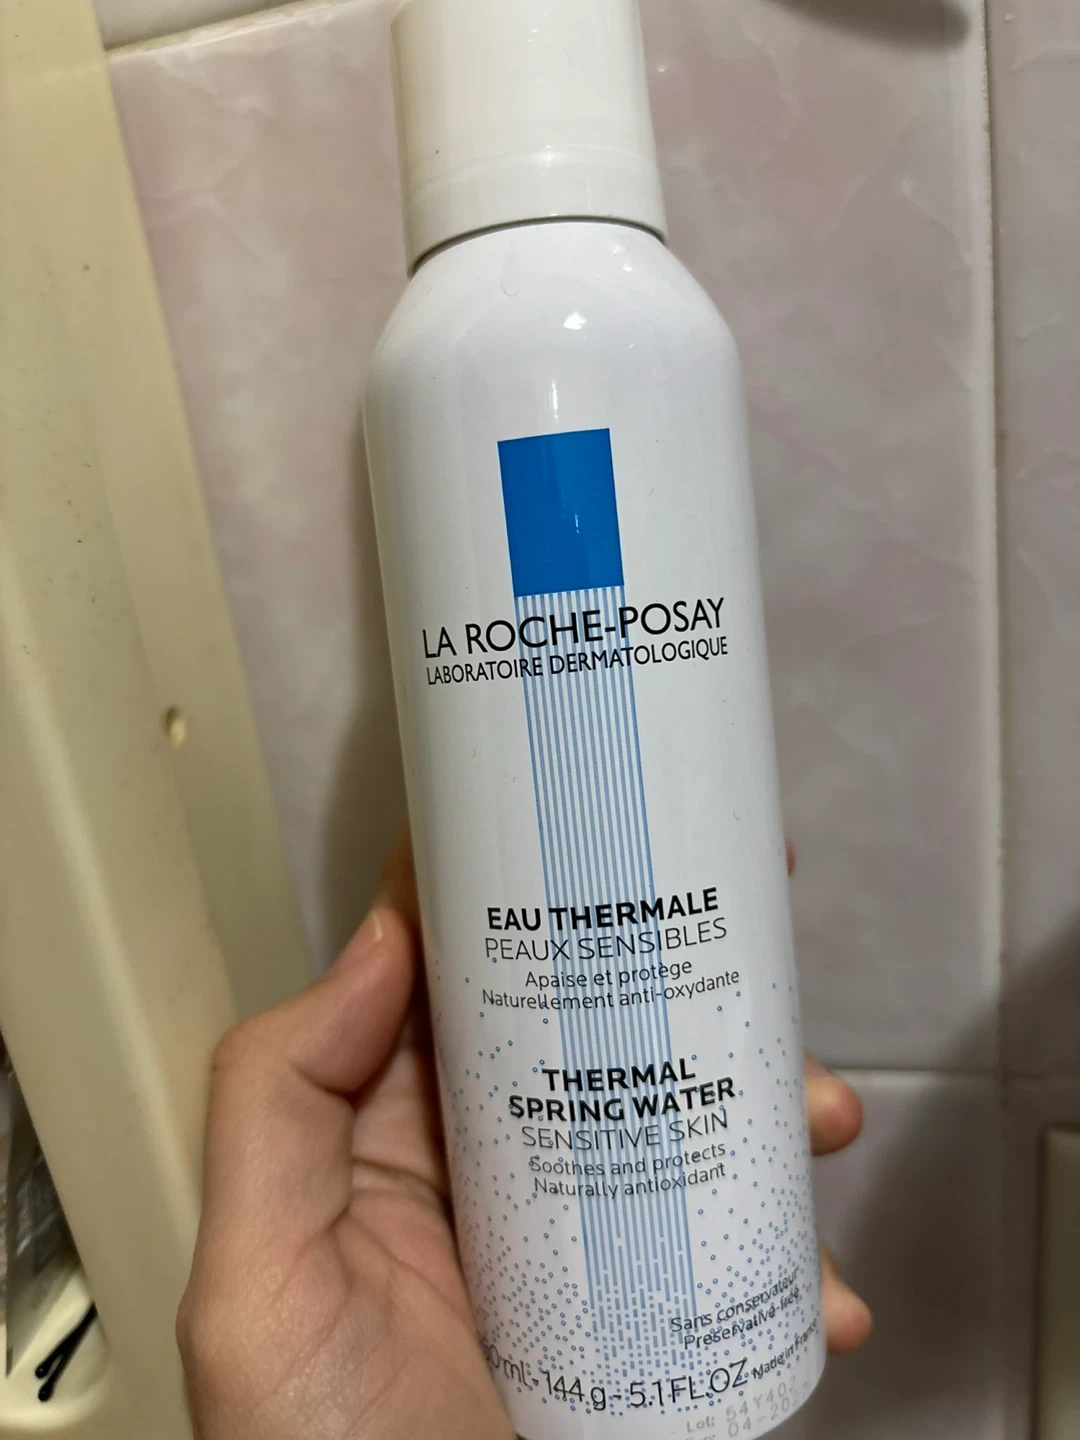 LA ROCHE-POSAY
LABORATOIRE DERMATOLOGIQUE
EAU THERMALE
PEAUX SENSIBLES
Apaise et protège
Naturellement anti-oxydante
THERMAL
SPRING WATER
SENSITIVE SKIN
Soothes and protects
Naturally antioxidant
Sans conservateur
Preservative-free
ml - 144 g - 5.1 FL.OZ Made in France
Lot: